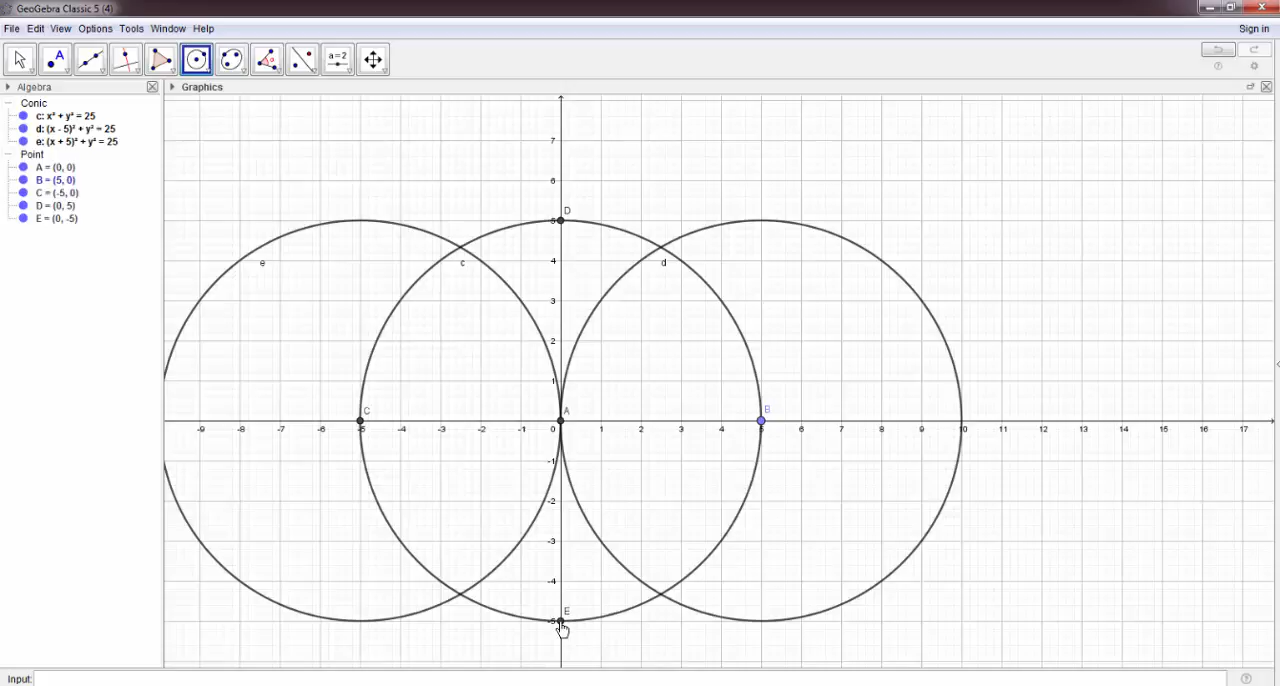 GeoGebra Classic 5 (4)
File Edit View Options Tools Window Help
Sign in
A
a=2
Algebra
Graphics
Conic
c: x² + y² = 25
d: (x - 5)² + y² = 25
e: (x + 5)² + y² = 25
Point
A = (0, 0)
B = (5, 0)
C = (-5, 0)
D = (0, 5)
E = (0, -5)
7
6
D
5
e c 4 d
3
2
1
C A B
-9 -8 -7 -6 -5 -4 -3 -2 -1 0 1 2 3 4 5 6 7 8 9 10 11 12 13 14 15 16 17
-1
-2
-3
-4
E
-5
Input: